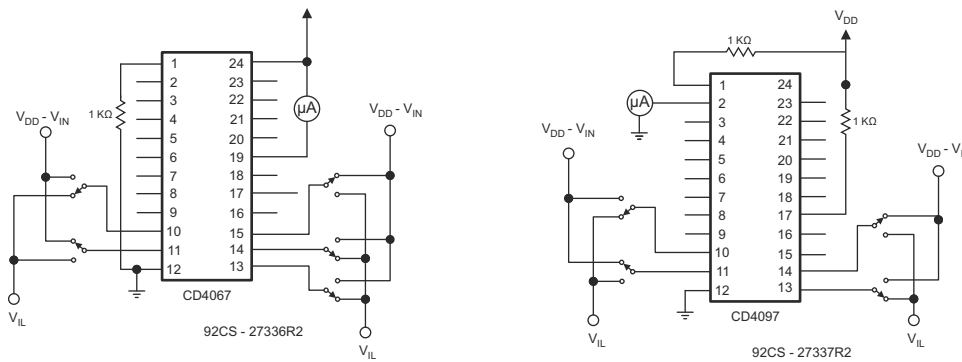 1 KΩ
V_DD - V_IN
V_IL
1
2
3
4
5
6
7
8
9
10
11
12
24
23
22
21
20
19
18
17
16
15
14
13
µA
V_DD - V_IN
V_IL
CD4067
92CS - 27336R2
V_DD
1 KΩ
1 KΩ
µA
V_DD - V_IN
V_IL
1
2
3
4
5
6
7
8
9
10
11
12
24
23
22
21
20
19
18
17
16
15
14
13
V_DD - V
V_IL
CD4097
92CS - 27337R2